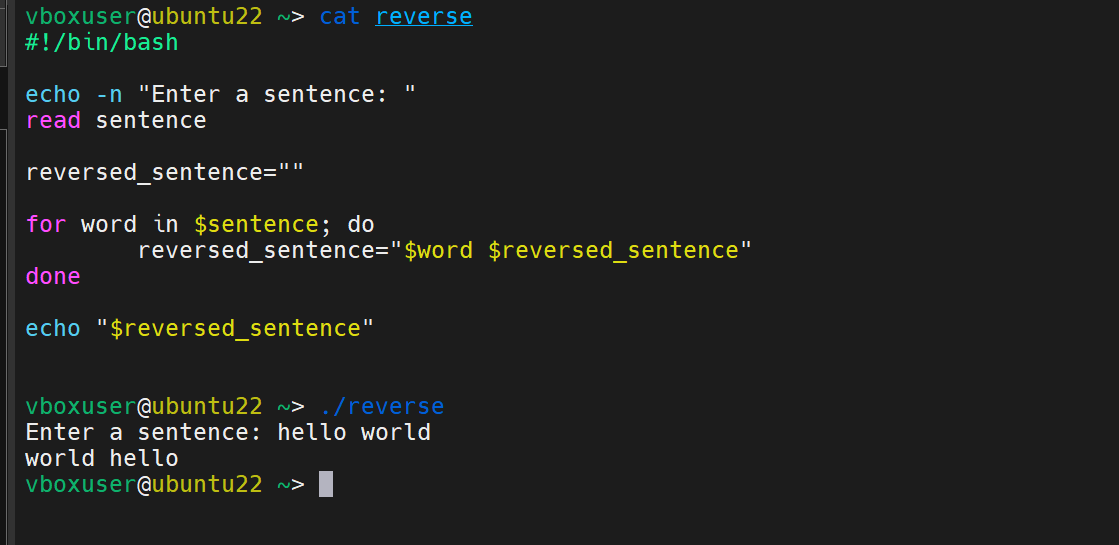 vboxuser@ubuntu22 ~> cat reverse
#!/bin/bash
echo -n "Enter a sentence: "
read sentence
reversed_sentence=""
for word in $sentence; do
        reversed_sentence="$word $reversed_sentence"
done
echo "$reversed_sentence"
vboxuser@ubuntu22 ~> ./reverse
Enter a sentence: hello world
world hello
vboxuser@ubuntu22 ~>